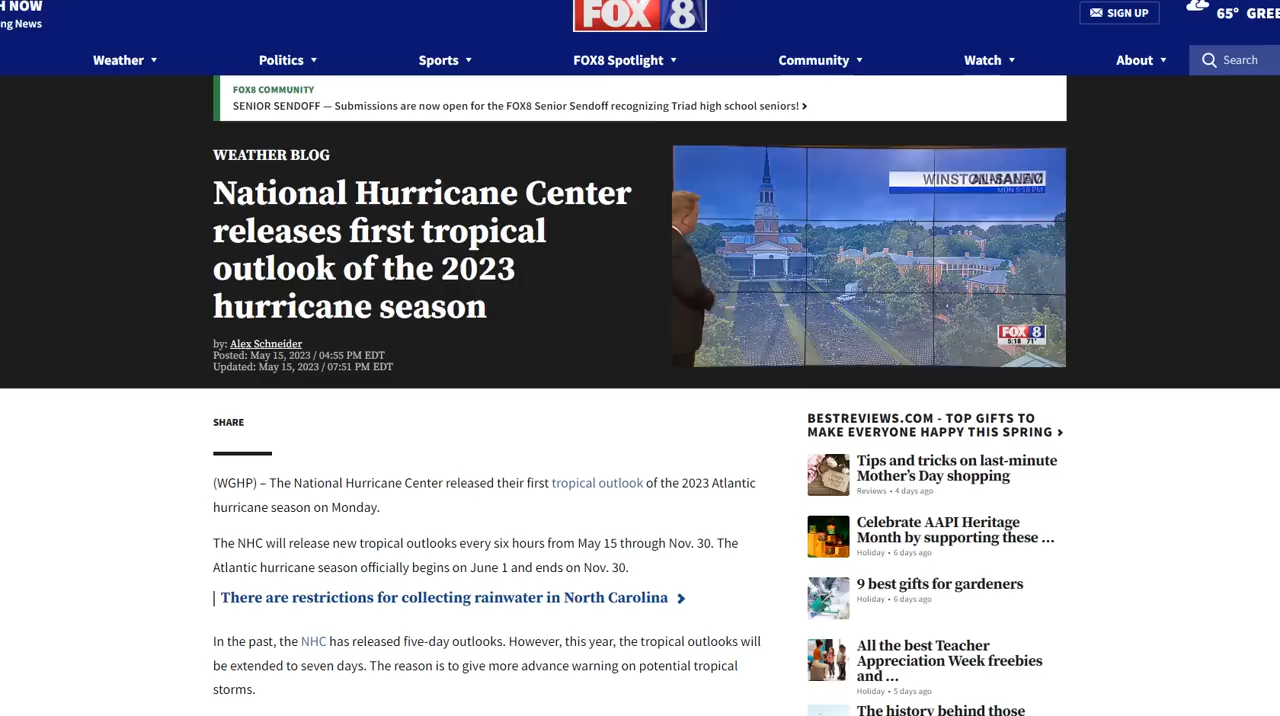 H NOW
ng News
FOX 8
SIGN UP
65° GREE
Weather
Politics
Sports
FOX8 Spotlight
Community
Watch
About
Search
FOX8 COMMUNITY
SENIOR SENDOFF — Submissions are now open for the FOX8 Senior Sendoff recognizing Triad high school seniors!
WEATHER BLOG
National Hurricane Center
releases first tropical
outlook of the 2023
hurricane season
by: Alex Schneider
Posted: May 15, 2023 / 04:55 PM EDT
Updated: May 15, 2023 / 07:51 PM EDT
MON 5:18 PM
FOX 8
5:18 71°
SHARE
(WGHP) – The National Hurricane Center released their first tropical outlook of the 2023 Atlantic
hurricane season on Monday.
The NHC will release new tropical outlooks every six hours from May 15 through Nov. 30. The
Atlantic hurricane season officially begins on June 1 and ends on Nov. 30.
There are restrictions for collecting rainwater in North Carolina
In the past, the NHC has released five-day outlooks. However, this year, the tropical outlooks will
be extended to seven days. The reason is to give more advance warning on potential tropical
storms.
BESTREVIEWS.COM - TOP GIFTS TO
MAKE EVERYONE HAPPY THIS SPRING
Tips and tricks on last-minute
Mother's Day shopping
Reviews • 4 days ago
Celebrate AAPI Heritage
Month by supporting these ...
Holiday • 6 days ago
9 best gifts for gardeners
Holiday • 6 days ago
All the best Teacher
Appreciation Week freebies
and ...
Holiday • 5 days ago
The history behind those